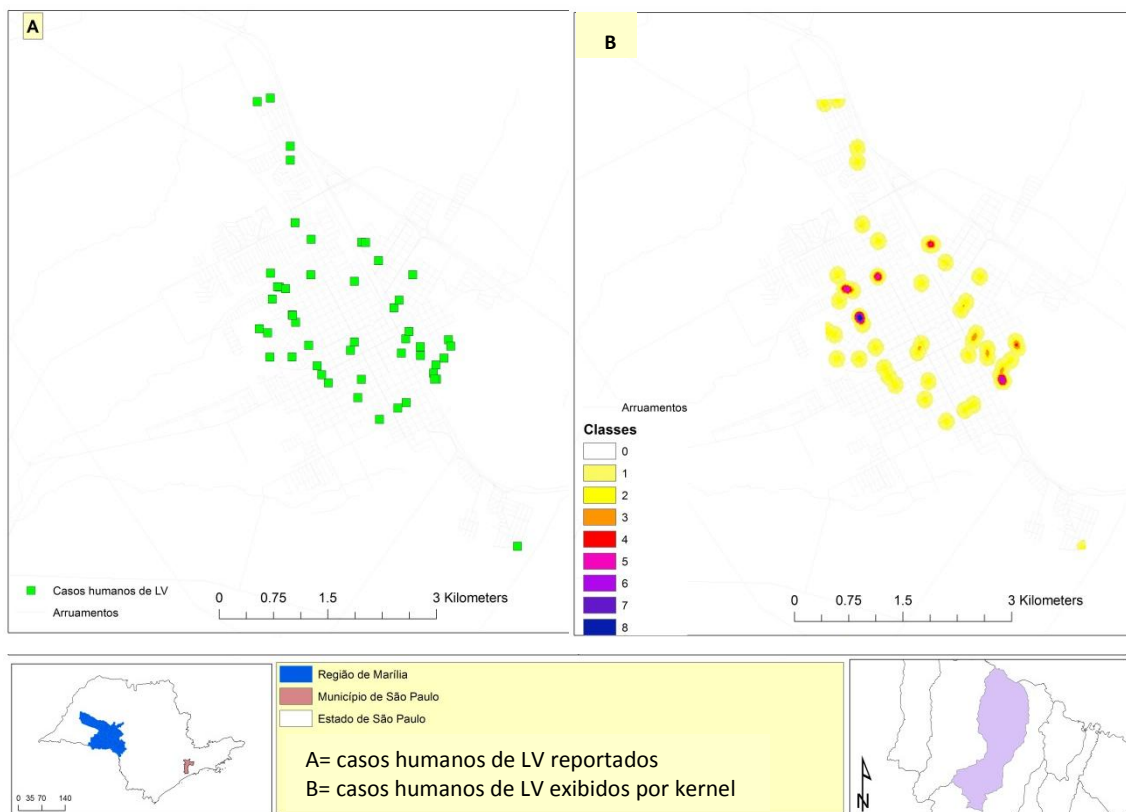 A
Casos humanos de LV
Arruamentos
0 0.75 1.5 3 Kilometers
B
Arruamentos
Classes
0
1
2
3
4
5
6
7
8
0 0.75 1.5 3 Kilometers
0 35 70 140
Região de Marília
Município de São Paulo
Estado de São Paulo
A= casos humanos de LV reportados
B= casos humanos de LV exibidos por kernel
N